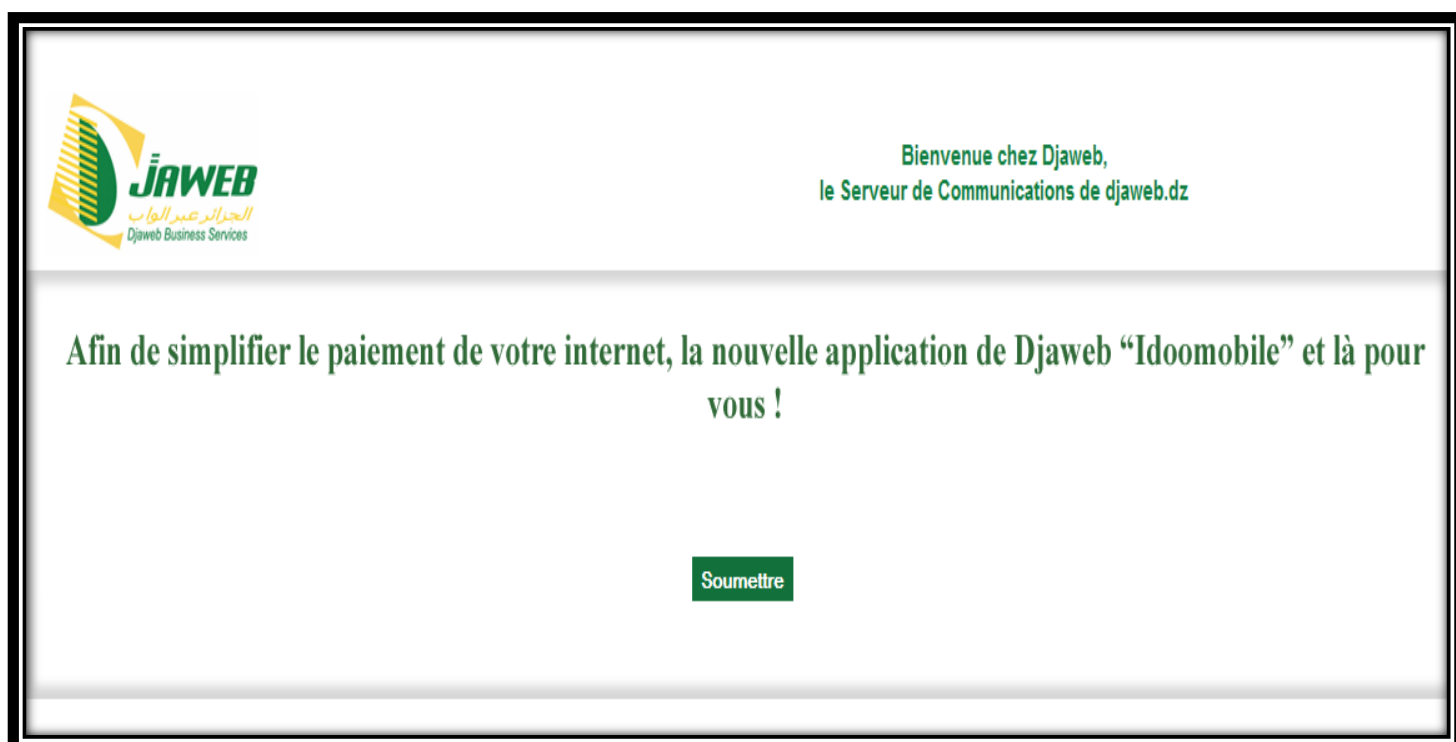 JAWEB
الجزائر عبر الواب
Djaweb Business Services
Bienvenue chez Djaweb,
le Serveur de Communications de djaweb.dz
Afin de simplifier le paiement de votre internet, la nouvelle application de Djaweb “Idoomobile” et là pour
vous !
Soumettre